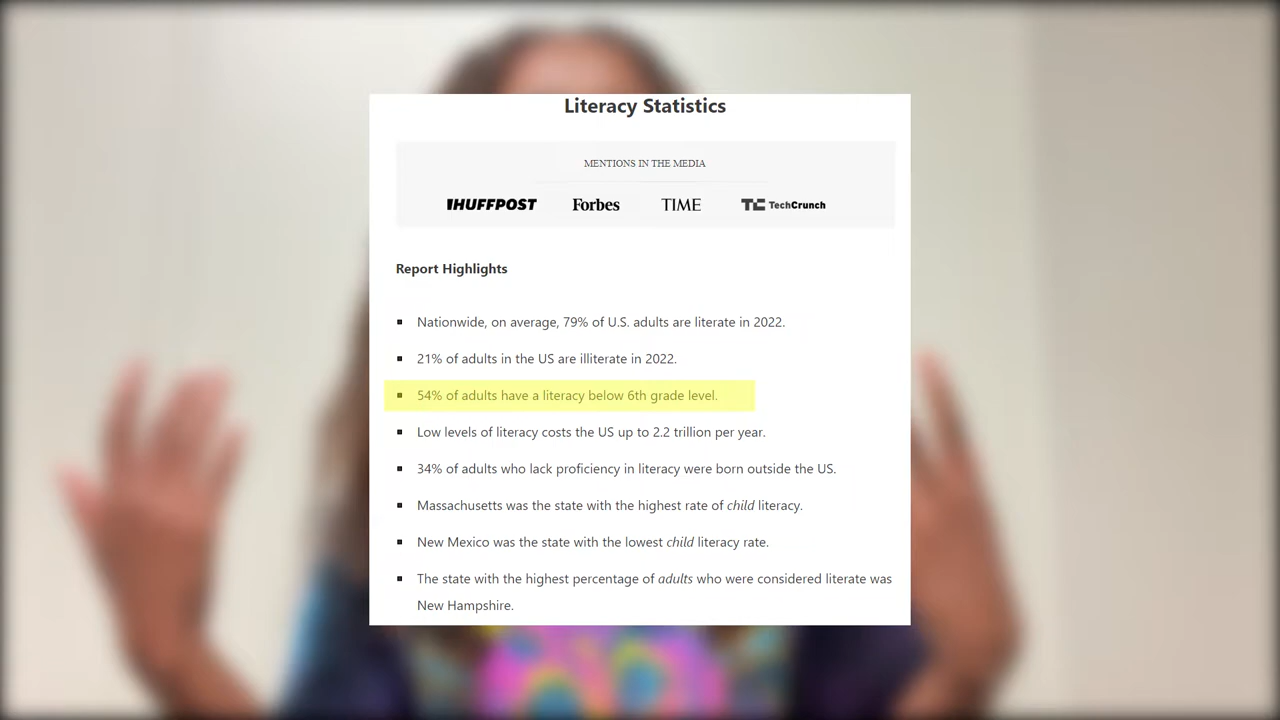 Literacy Statistics
MENTIONS IN THE MEDIA
IHUFFPOST Forbes TIME TC TechCrunch
Report Highlights
▪ Nationwide, on average, 79% of U.S. adults are literate in 2022.
▪ 21% of adults in the US are illiterate in 2022.
▪ 54% of adults have a literacy below 6th grade level.
▪ Low levels of literacy costs the US up to 2.2 trillion per year.
▪ 34% of adults who lack proficiency in literacy were born outside the US.
▪ Massachusetts was the state with the highest rate of child literacy.
▪ New Mexico was the state with the lowest child literacy rate.
▪ The state with the highest percentage of adults who were considered literate was
New Hampshire.